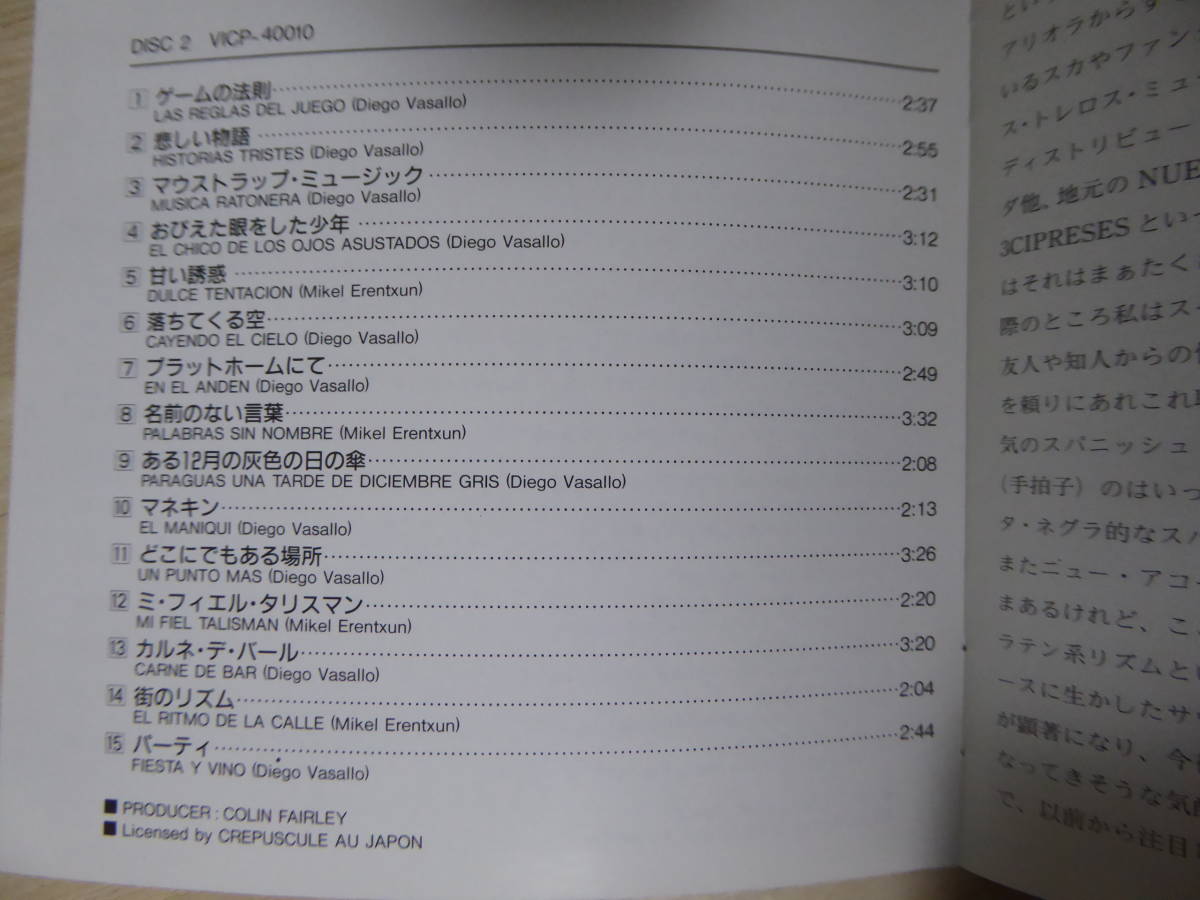 DISC 2 VICP-40010
1 ゲームの法則 2:37
LAS REGLAS DEL JUEGO (Diego Vasallo)
2 悲しい物語 2:55
HISTORIAS TRISTES (Diego Vasallo)
3 マウストラップ・ミュージック 2:31
MUSICA RATONERA (Diego Vasallo)
4 おびえた眼をした少年 3:12
EL CHICO DE LOS OJOS ASUSTADOS (Diego Vasallo)
5 甘い誘惑 3:10
DULCE TENTACION (Mikel Erentxun)
6 落ちてくる空 3:09
CAYENDO EL CIELO (Diego Vasallo)
7 プラットホームにて 2:49
EN EL ANDEN (Diego Vasallo)
8 名前のない言葉 3:32
PALABRAS SIN NOMBRE (Mikel Erentxun)
9 ある12月の灰色の日の傘 2:08
PARAGUAS UNA TARDE DE DICIEMBRE GRIS (Diego Vasallo)
10 マネキン 2:13
EL MANIQUI (Diego Vasallo)
11 どこにでもある場所 3:26
UN PUNTO MAS (Diego Vasallo)
12 ミ・フィエル・タリスマン 2:20
MI FIEL TALISMAN (Mikel Erentxun)
13 カルネ・デ・バール 3:20
CARNE DE BAR (Diego Vasallo)
14 街のリズム 2:04
EL RITMO DE LA CALLE (Mikel Erentxun)
15 パーティ 2:44
FIESTA Y VINO (Diego Vasallo)
■ PRODUCER : COLIN FAIRLEY
■ Licensed by CREPUSCULE AU JAPON
アリオラからす
いるスカやファン
ス・トレロス・ミュ
ディストリビュー
ダ他、地元の NUE
3CIPRESES とい
はそれはまぁたく
際のところ私はス
友人や知人からの
を頼りにあれこれ
気のスパニッシュ
(手拍子) のはいつ
タ・ネグラ的なスパ
またニュー・アコー
まあるけれど、こ
ラテン系リズムと
ースに生かしたサ
が顕著になり、今
なってきそうな気
で、以前から注目